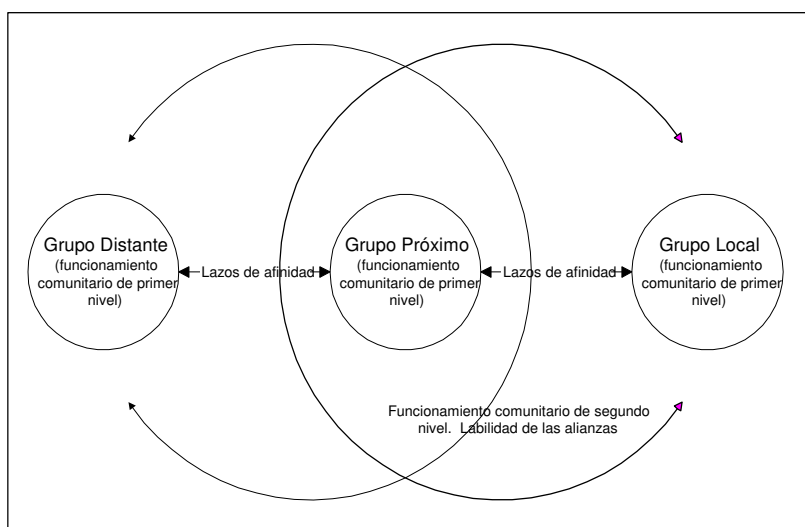 Grupo Distante
(funcionamiento
comunitario de primer
nivel)
Lazos de afinidad
Grupo Próximo
(funcionamiento
comunitario de primer
nivel)
Lazos de afinidad
Grupo Local
(funcionamiento
comunitario de primer
nivel)
Funcionamiento comunitario de segundo
nivel. Labilidad de las alianzas